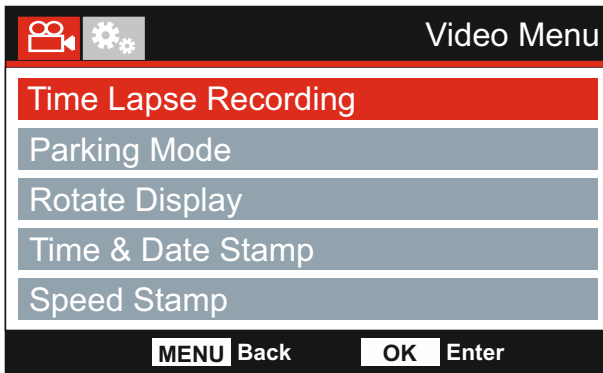 Video Menu
Time Lapse Recording
Parking Mode
Rotate Display
Time & Date Stamp
Speed Stamp
MENU Back OK Enter